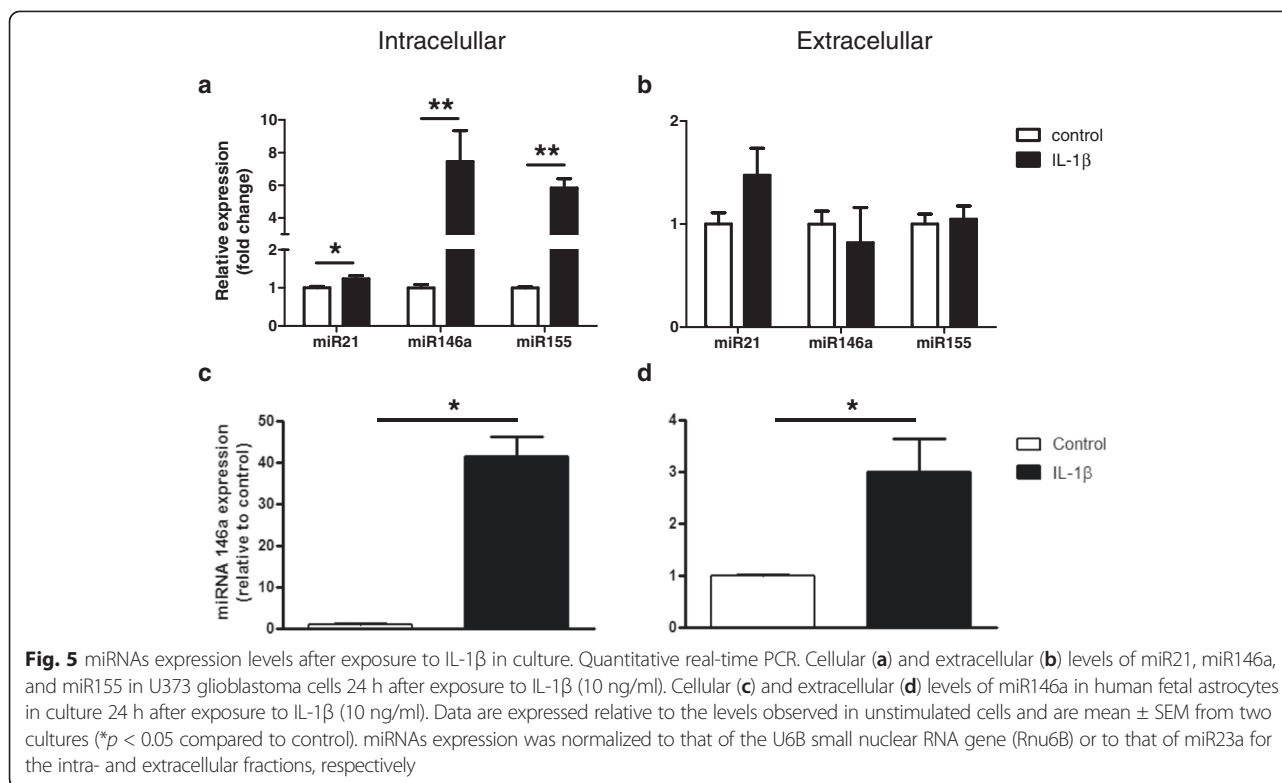 Intracelullar
Extracelullar
a
Relative expression
(fold change)
10
8
6
4
2
1
0
*
**
**
miR21
miR146a
miR155
b
2
1
0
miR21
miR146a
miR155
control
IL-1β
c
miRNA 146a expression
(relative to control)
50
40
30
20
10
0
*
d
4
3
2
1
0
*
Control
IL-1β
Fig. 5 miRNAs expression levels after exposure to IL-1β in culture. Quantitative real-time PCR. Cellular (a) and extracellular (b) levels of miR21, miR146a,
and miR155 in U373 glioblastoma cells 24 h after exposure to IL-1β (10 ng/ml). Cellular (c) and extracellular (d) levels of miR146a in human fetal astrocytes
in culture 24 h after exposure to IL-1β (10 ng/ml). Data are expressed relative to the levels observed in unstimulated cells and are mean ± SEM from two
cultures (*p < 0.05 compared to control). miRNAs expression was normalized to that of the U6B small nuclear RNA gene (Rnu6B) or to that of miR23a for
the intra- and extracellular fractions, respectively